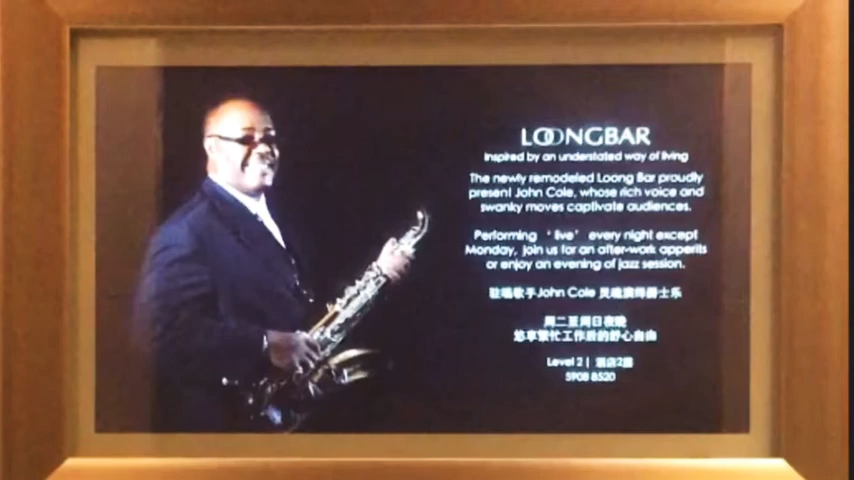 LOONGBAR
Inspired by an understated way of living
The newly remodeled Loong Bar proudly
present John Cole, whose rich voice and
swanky moves captivate audiences.
Performing ' live' every night except
Monday, join us for an after-work apperits
or enjoy an evening of jazz session.
驻唱歌手John Cole 灵魂演绎爵士乐
周二至周日夜晚
悠享繁忙工作后的舒心自由
Level 2 | 酒店2楼
5908 8520